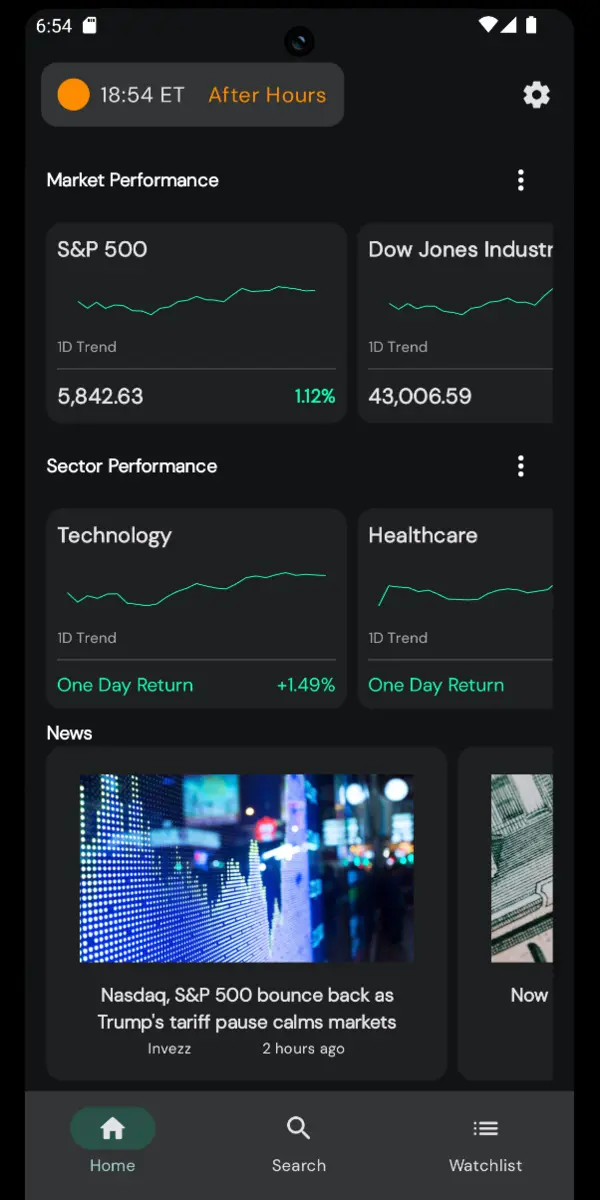 6:54
18:54 ET After Hours
Market Performance
S&P 500
Dow Jones Industr
1D Trend
1D Trend
5,842.63 1.12%
43,006.59
Sector Performance
Technology
Healthcare
1D Trend
1D Trend
One Day Return +1.49%
One Day Return
News
Nasdaq, S&P 500 bounce back as
Trump's tariff pause calms markets
Invezz 2 hours ago
Now
Home
Search
Watchlist